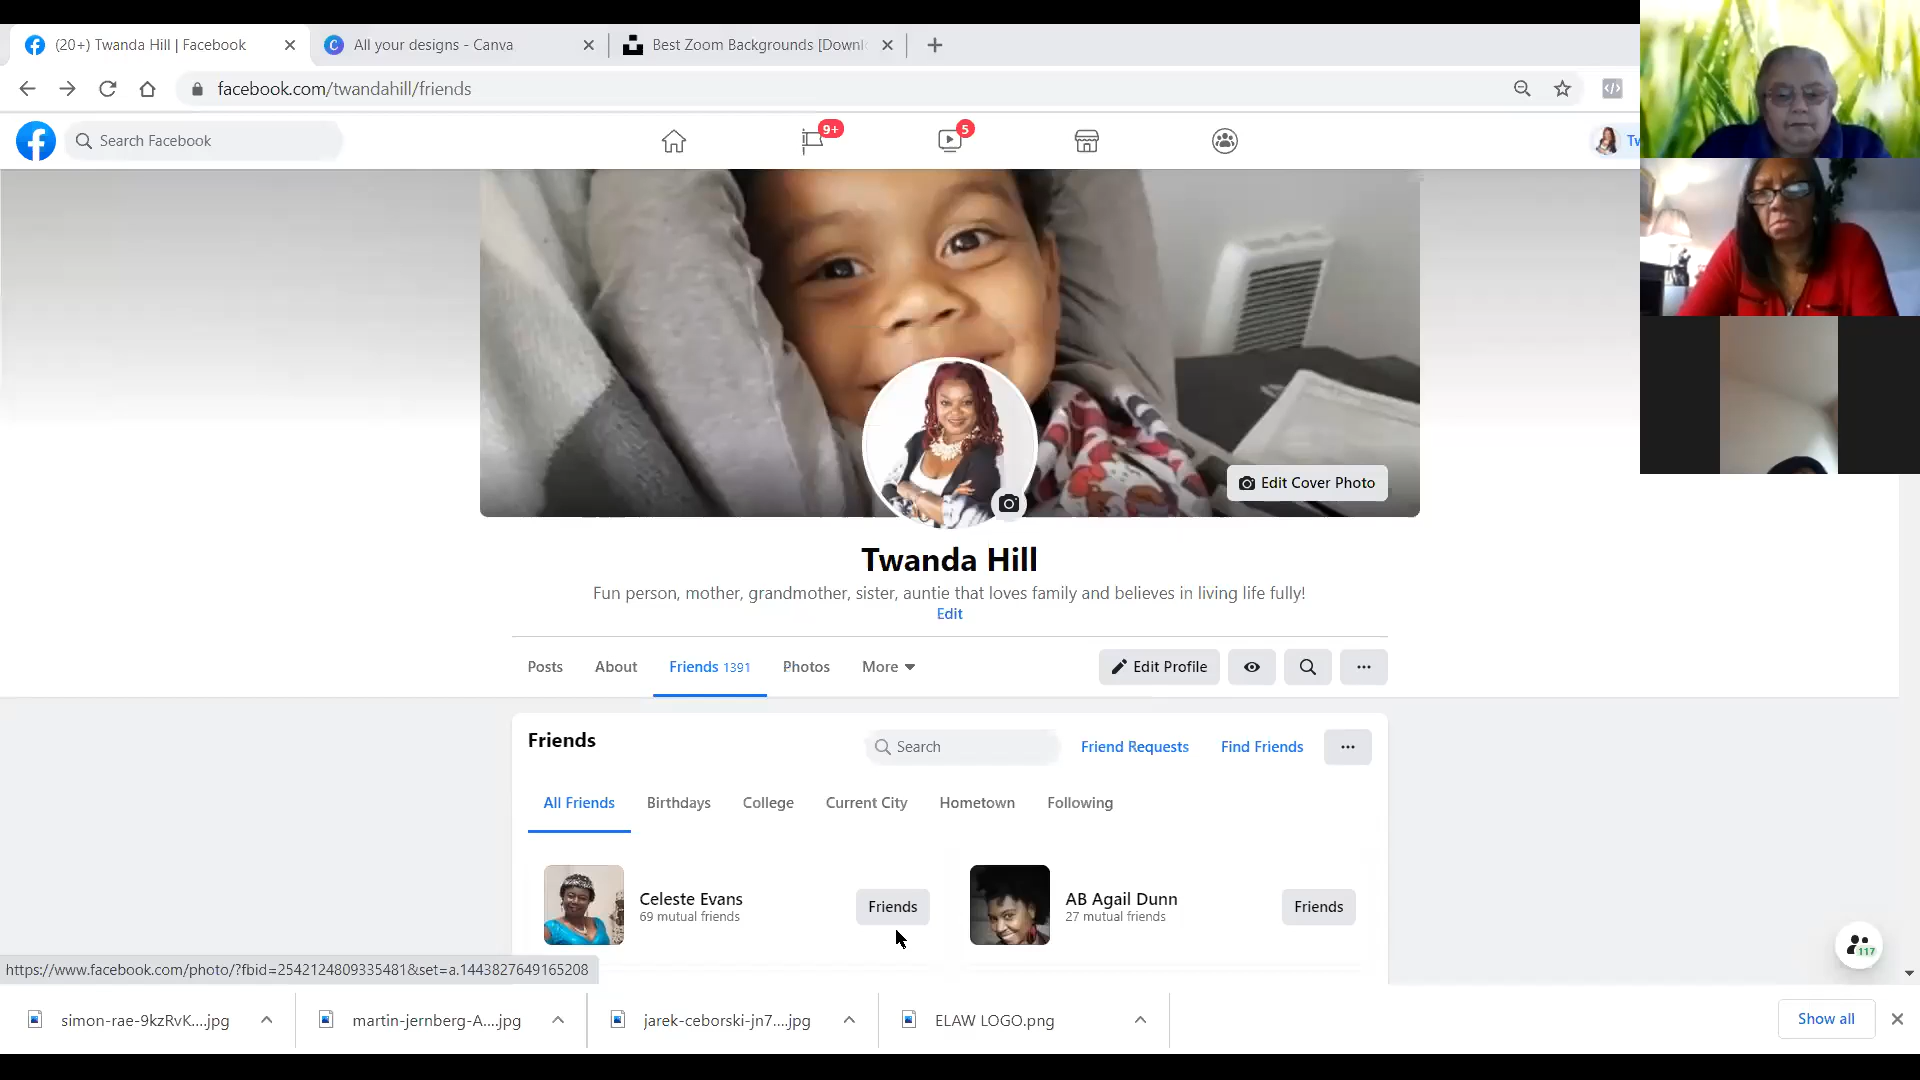 (20+) Twanda Hill | Facebook
All your designs - Canva
Best Zoom Backgrounds [Downl
facebook.com/twandahill/friends
Search Facebook
9+
5
Tw
Edit Cover Photo
Twanda Hill
Fun person, mother, grandmother, sister, auntie that loves family and believes in living life fully!
Edit
Posts
About
Friends 1391
Photos
More
Edit Profile
Friends
Search
Friend Requests
Find Friends
All Friends
Birthdays
College
Current City
Hometown
Following
Celeste Evans
69 mutual friends
Friends
AB Agail Dunn
27 mutual friends
Friends
117
https://www.facebook.com/photo/?fbid=2542124809335481&set=a.1443827649165208
simon-rae-9kzRvK....jpg
martin-jernberg-A....jpg
jarek-ceborski-jn7....jpg
ELAW LOGO.png
Show all